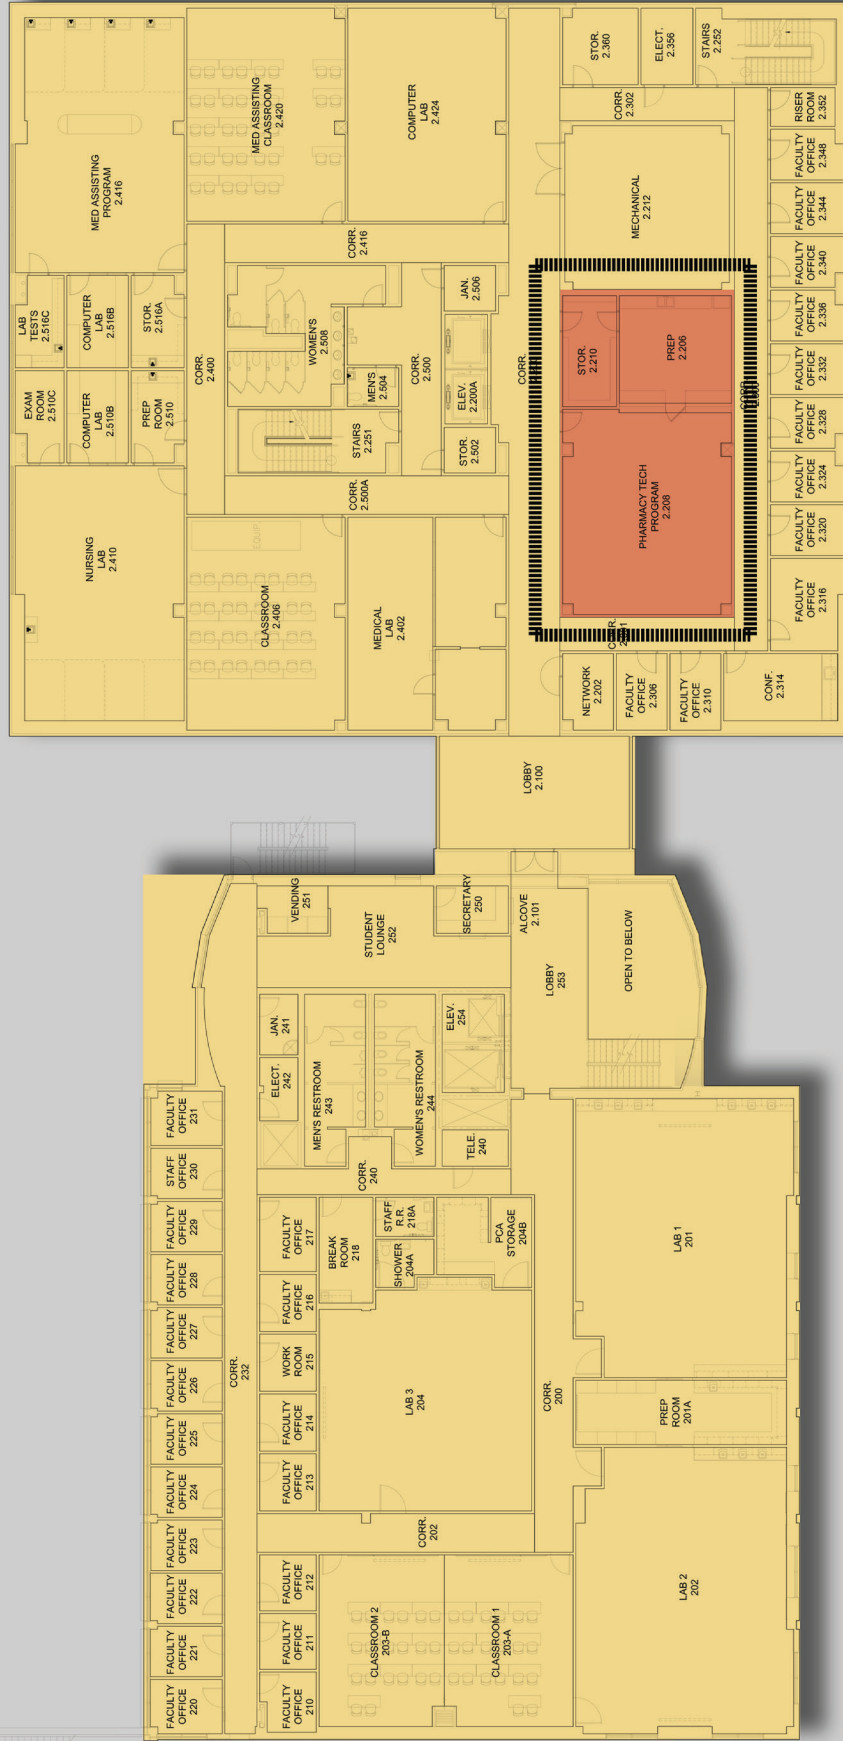 MED ASSISTING
PROGRAM
2.416
MED ASSISTING
CLASSROOM
2.420
COMPUTER
LAB
2.424
STOR.
2.360
ELECT.
2.356
STAIRS
2.252
CORR.
2.302
RISER
ROOM
2.352
FACULTY
OFFICE
2.348
FACULTY
OFFICE
2.344
FACULTY
OFFICE
2.340
FACULTY
OFFICE
2.336
FACULTY
OFFICE
2.332
FACULTY
OFFICE
2.328
FACULTY
OFFICE
2.324
FACULTY
OFFICE
2.320
FACULTY
OFFICE
2.316
MECHANICAL
2.212
CORR.
2.416
LAB
TESTS
2.516C
COMPUTER
LAB
2.516B
STOR.
2.516A
EXAM
ROOM
2.510C
COMPUTER
LAB
2.510B
PREP
ROOM
2.510
CORR.
2.400
WOMEN'S
2.508
MEN'S
2.504
CORR.
2.500
JAN.
2.506
ELEV.
2.200A
STAIRS
2.251
STOR.
2.502
CORR.
2.500A
CORR.
STOR.
2.210
PREP
2.206
CORR.
PHARMACY TECH
PROGRAM
2.208
CORR.
NURSING
LAB
2.410
EQUIP.
CLASSROOM
2.406
MEDICAL
LAB
2.402
NETWORK
2.202
FACULTY
OFFICE
2.306
FACULTY
OFFICE
2.310
CONF.
2.314
LOBBY
2.100
VENDING
251
STUDENT
LOUNGE
252
SECRETARY
250
ALCOVE
2.101
LOBBY
253
OPEN TO BELOW
JAN.
241
ELECT.
242
MEN'S RESTROOM
243
WOMEN'S RESTROOM
244
ELEV.
254
TELE.
240
CORR.
240
FACULTY
OFFICE
231
STAFF
OFFICE
230
FACULTY
OFFICE
229
FACULTY
OFFICE
228
FACULTY
OFFICE
227
FACULTY
OFFICE
226
FACULTY
OFFICE
225
FACULTY
OFFICE
224
FACULTY
OFFICE
223
FACULTY
OFFICE
222
FACULTY
OFFICE
221
FACULTY
OFFICE
220
CORR.
232
FACULTY
OFFICE
217
FACULTY
OFFICE
216
WORK
ROOM
215
FACULTY
OFFICE
214
FACULTY
OFFICE
213
FACULTY
OFFICE
212
FACULTY
OFFICE
211
FACULTY
OFFICE
210
BREAK
ROOM
218
STAFF
R.R.
218A
SHOWER
204A
PCA
STORAGE
204B
LAB 3
204
CORR.
200
CORR.
202
LAB 1
201
PREP
ROOM
201A
LAB 2
202
CLASSROOM 2
203-B
CLASSROOM 1
203-A